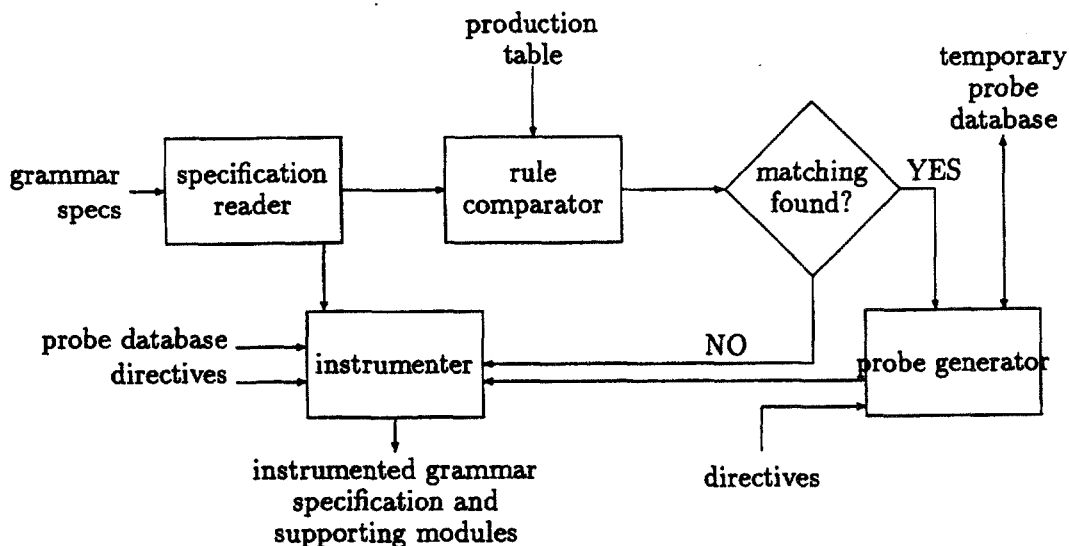 production
table
temporary
probe
database
grammar
specs
specification
reader
rule
comparator
matching
found?
YES
probe database
directives
instrumenter
NO
probe generator
directives
instrumented grammar
specification and
supporting modules